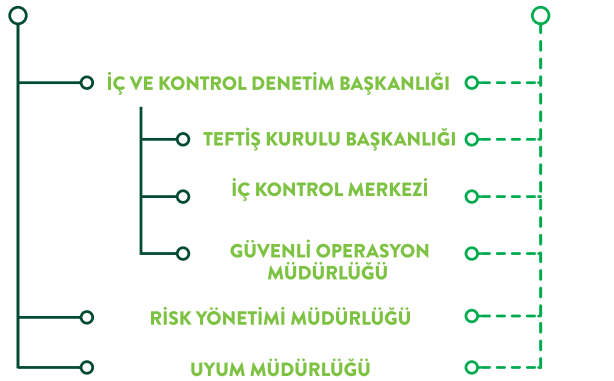 İÇ VE KONTROL DENETİM BAŞKANLIĞI
TEFTİŞ KURULU BAŞKANLIĞI
İÇ KONTROL MERKEZİ
GÜVENLİ OPERASYON
MÜDÜRLÜĞÜ
RİSK YÖNETİMİ MÜDÜRLÜĞÜ
UYUM MÜDÜRLÜĞÜ